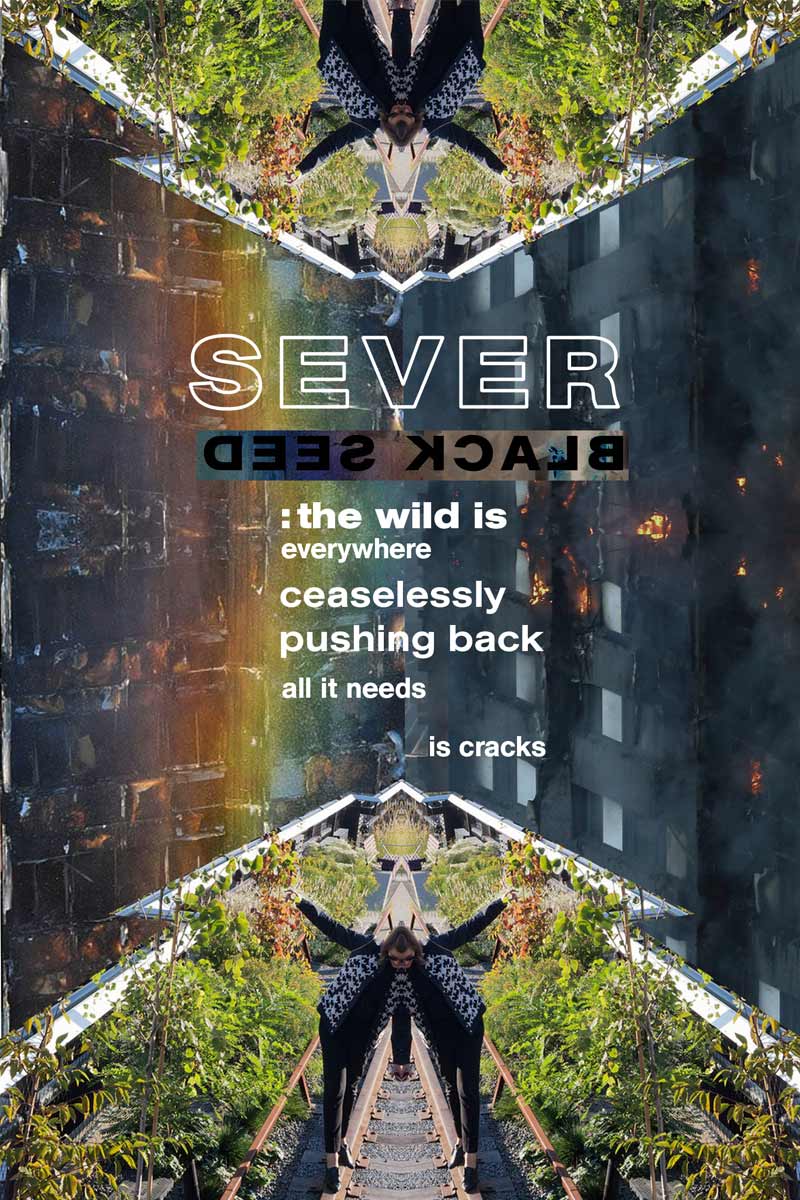 SEVER
BLACK SEED
:the wild is
everywhere
ceaselessly
pushing back
all it needs
is cracks